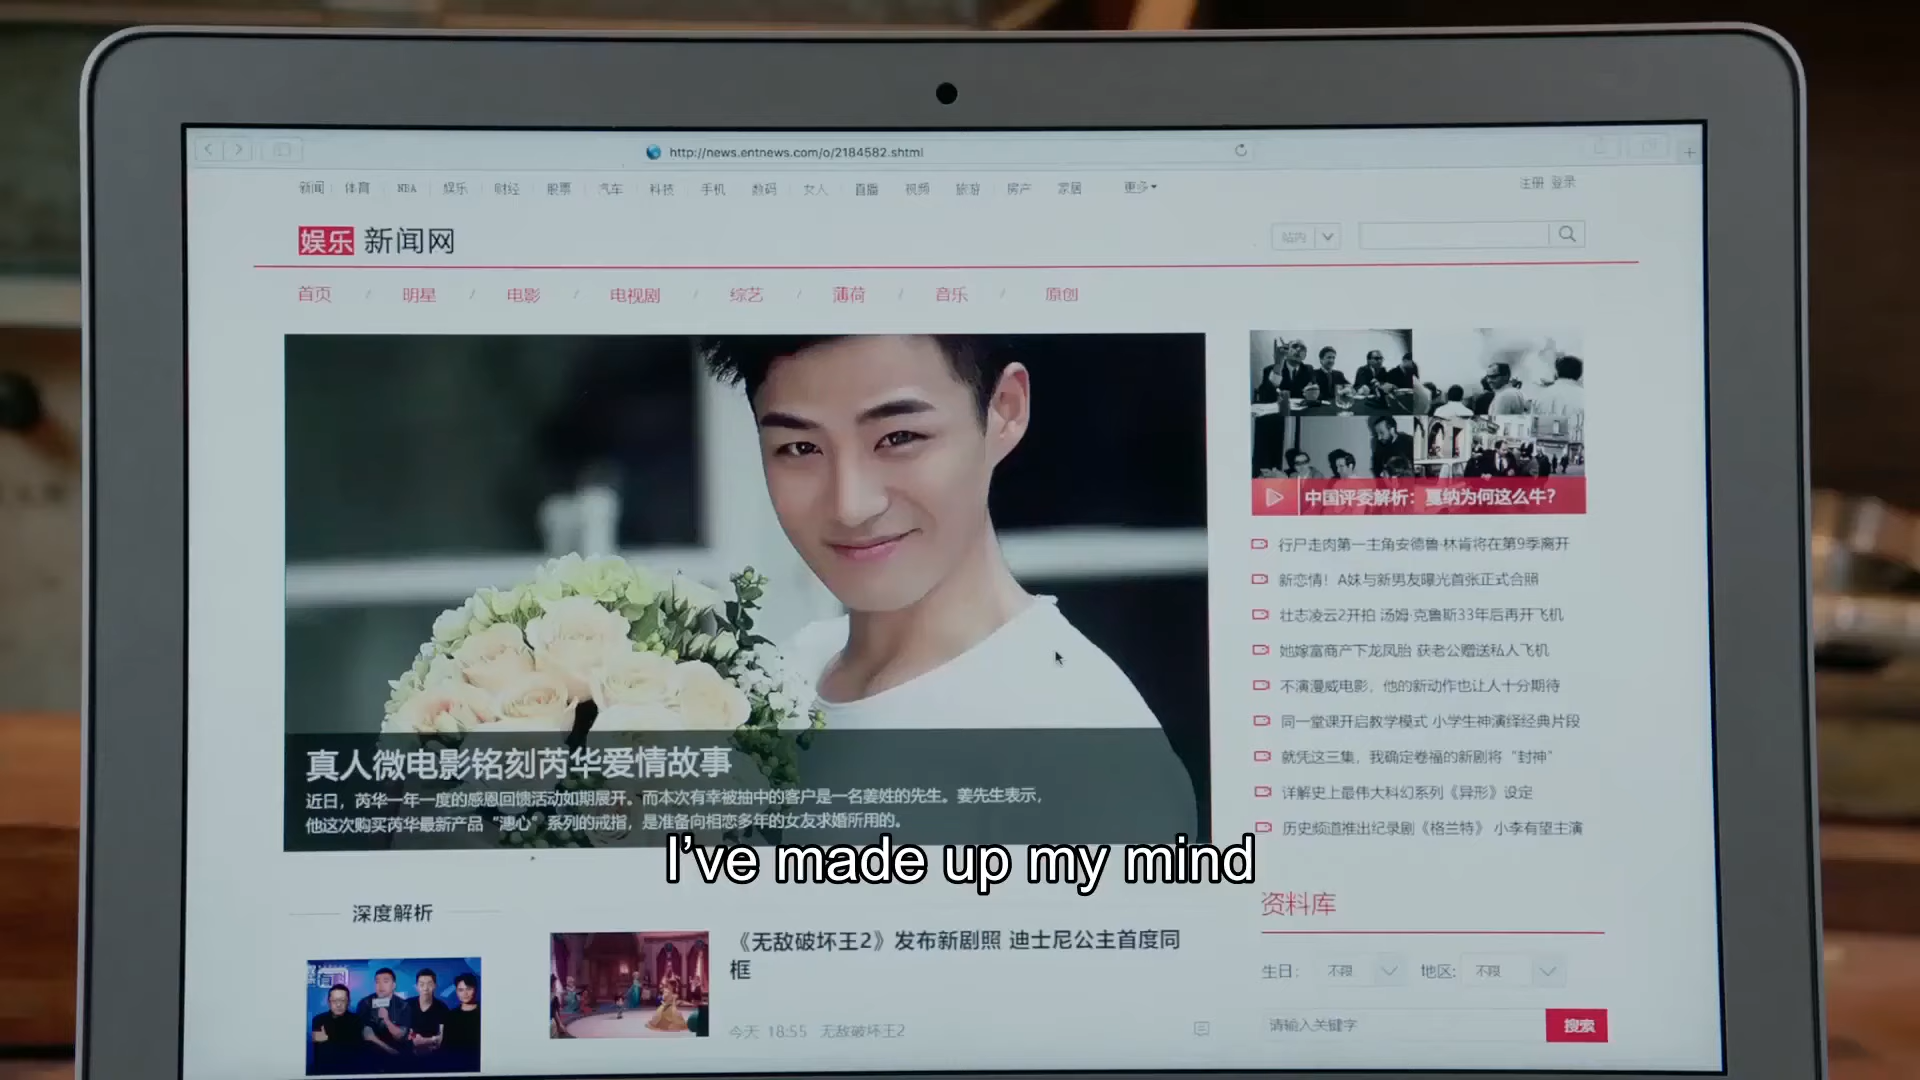 http://news.entnews.com/o/2184582.shtml
新闻 体育 NBA 娱乐 财经 股票 汽车 科技 手机 数码 女人 直播 视频 旅游 房产 家居 更多
注册 登录
娱乐 新闻网
站内
首页 / 明星 / 电影 / 电视剧 / 综艺 / 薄荷 / 音乐 / 原创
真人微电影铭刻芮华爱情故事
近日，芮华一年一度的感恩回馈活动如期展开。而本次有幸被抽中的客户是一名姜姓的先生。姜先生表示，
他这次购买芮华最新产品“漶心”系列的戒指，是准备向相恋多年的女友求婚所用的。
中国评委解析：戛纳为何这么牛？
行尸走肉第一主角安德鲁·林肯将在第9季离开
新恋情！A妹与新男友曝光首张正式合照
壮志凌云2开拍 汤姆·克鲁斯33年后再开飞机
她嫁富商产下龙凤胎 获老公赠送私人飞机
不演漫威电影，他的新动作也让人十分期待
同一堂课开启教学模式 小学生神演绎经典片段
就凭这三集，我确定卷福的新剧将“封神”
详解史上最伟大科幻系列《异形》设定
历史频道推出纪录剧《格兰特》 小李有望主演
I've made up my mind
深度解析
《无敌破坏王2》发布新剧照 迪士尼公主首度同
框
今天 18:55 无敌破坏王2
资料库
生日： 不限 地区: 不限
请输入关键字 搜索